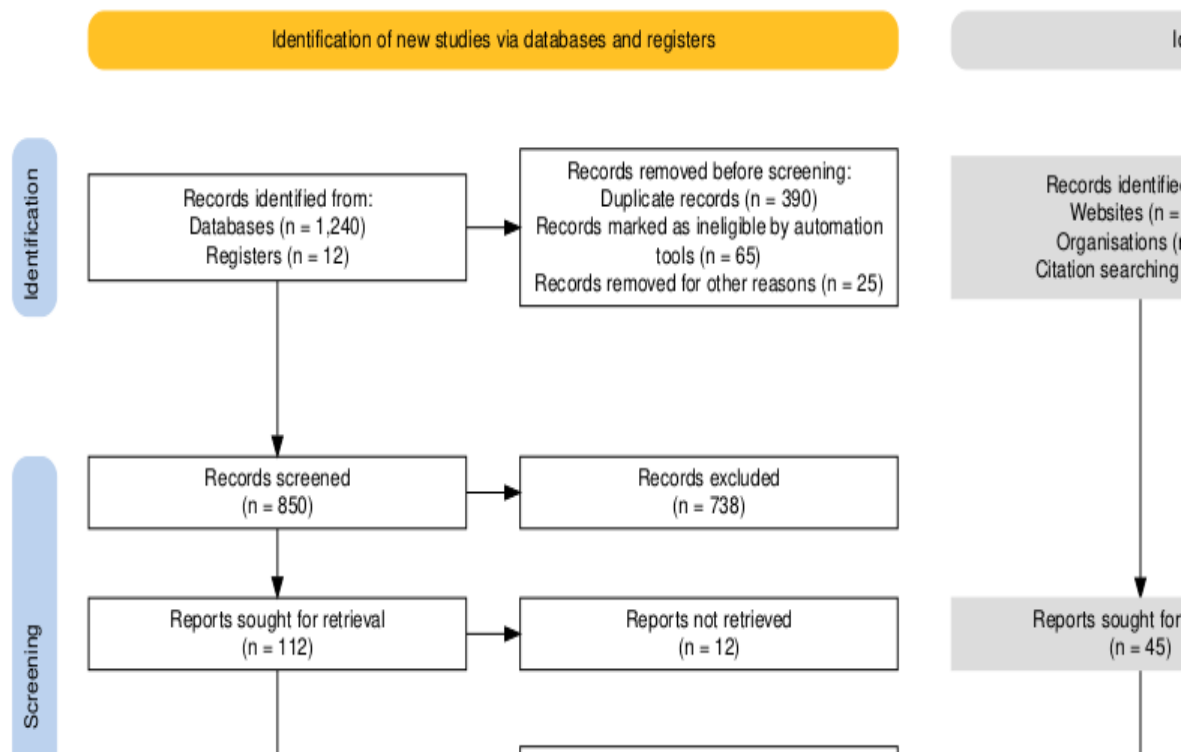 Identification of new studies via databases and registers
Identification
Records identified from:
Databases (n = 1,240)
Registers (n = 12)
Records removed before screening:
Duplicate records (n = 390)
Records marked as ineligible by automation
tools (n = 65)
Records removed for other reasons (n = 25)
Records
Websites (n =
Organisations
Citation searching
Screening
Records screened
(n = 850)
Records excluded
(n = 738)
Reports sought for retrieval
(n = 112)
Reports not retrieved
(n = 12)
Reports sought for
(n = 45)